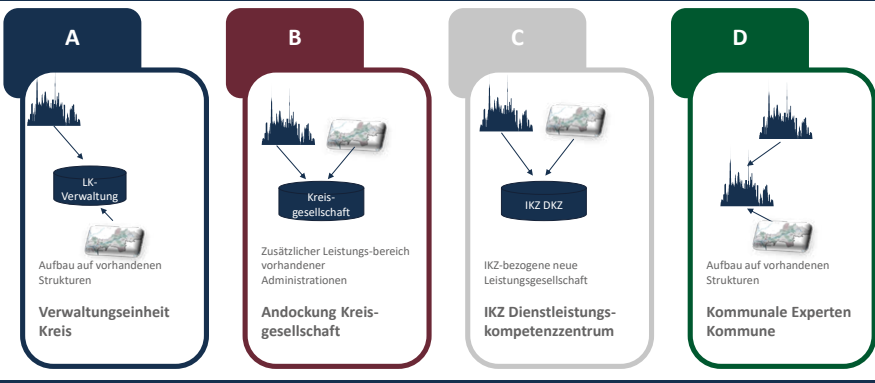 A
LK-
Verwaltung
Aufbau auf vorhandenen
Strukturen
Verwaltungseinheit
Kreis
B
Kreis-
gesellschaft
Zusätzlicher Leistungs-bereich
vorhandener
Administrationen
Andockung Kreis-
gesellschaft
C
IKZ DKZ
IKZ-bezogene neue
Leistungsgesellschaft
IKZ Dienstleistungs-
kompetenzzentrum
D
Aufbau auf vorhandenen
Strukturen
Kommunale Experten
Kommune